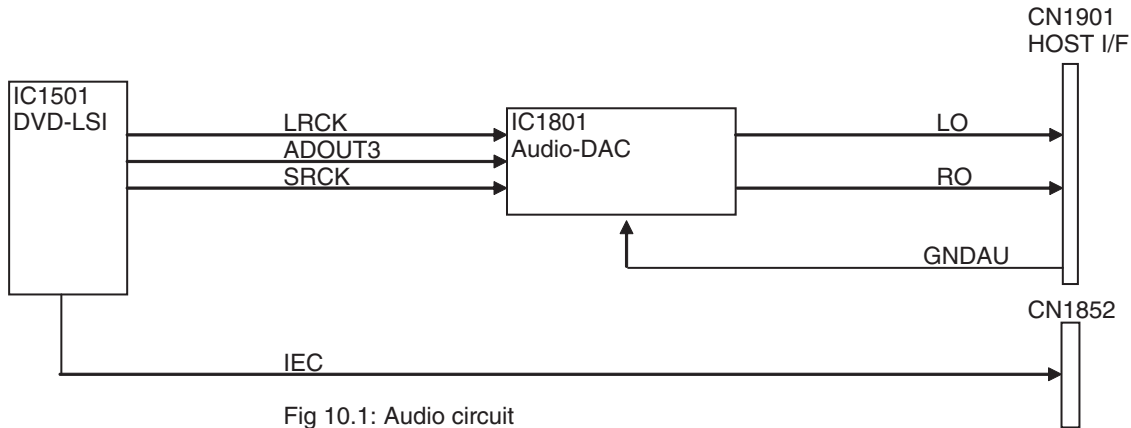 CN1901
HOST I/F
IC1501
DVD-LSI
LRCK
ADOUT3
SRCK
IC1801
Audio-DAC
LO
RO
GNDAU
CN1852
IEC
Fig 10.1: Audio circuit